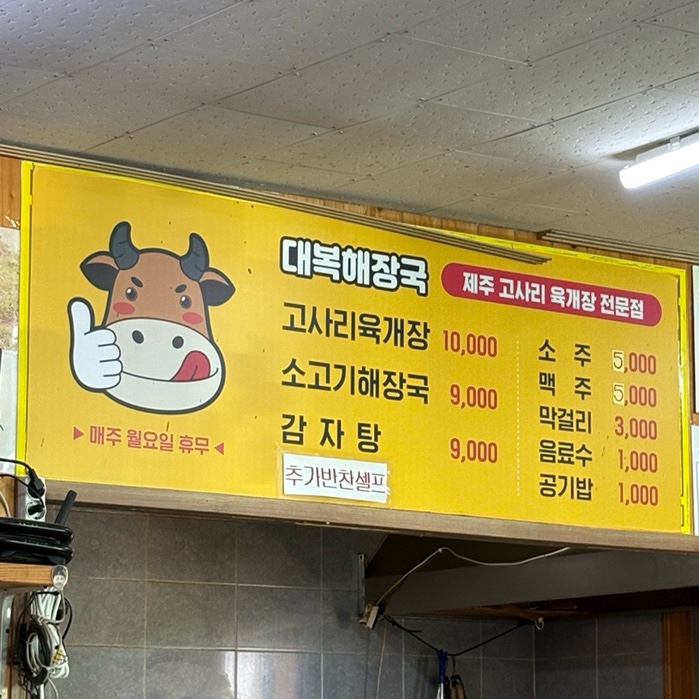 대복해장국
제주 고사리 육개장 전문점
고사리육개장 10,000
소고기해장국 9,000
감자탕 9,000
추가반찬셀프
소주 5,000
맥주 5,000
막걸리 3,000
음료수 1,000
공기밥 1,000
▶매주 월요일 휴무◀